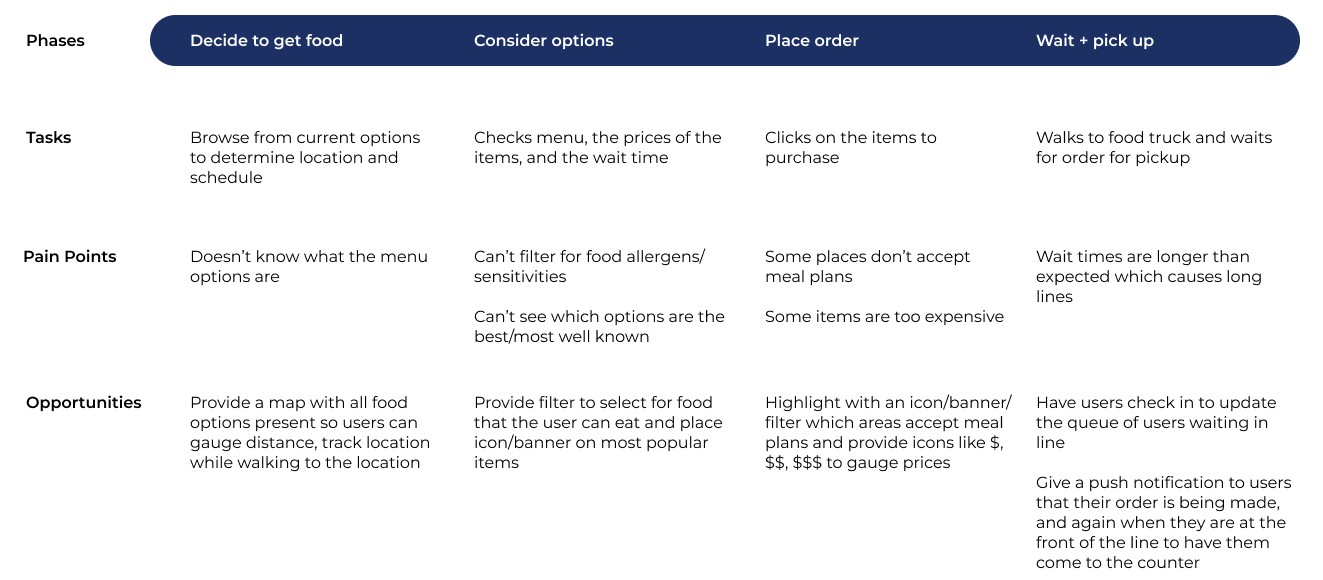 Phases
Decide to get food
Consider options
Place order
Wait + pick up
Tasks
Browse from current options
to determine location and
schedule
Checks menu, the prices of the
items, and the wait time
Clicks on the items to
purchase
Walks to food truck and waits
for order for pickup
Pain Points
Doesn’t know what the menu
options are
Can’t filter for food allergens/
sensitivities
Can’t see which options are the
best/most well known
Some places don’t accept
meal plans
Some items are too expensive
Wait times are longer than
expected which causes long
lines
Opportunities
Provide a map with all food
options present so users can
gauge distance, track location
while walking to the location
Provide filter to select for food
that the user can eat and place
icon/banner on most popular
items
Highlight with an icon/banner/
filter which areas accept meal
plans and provide icons like $,
$$, $$$ to gauge prices
Have users check in to update
the queue of users waiting in
line
Give a push notification to users
that their order is being made,
and again when they are at the
front of the line to have them
come to the counter